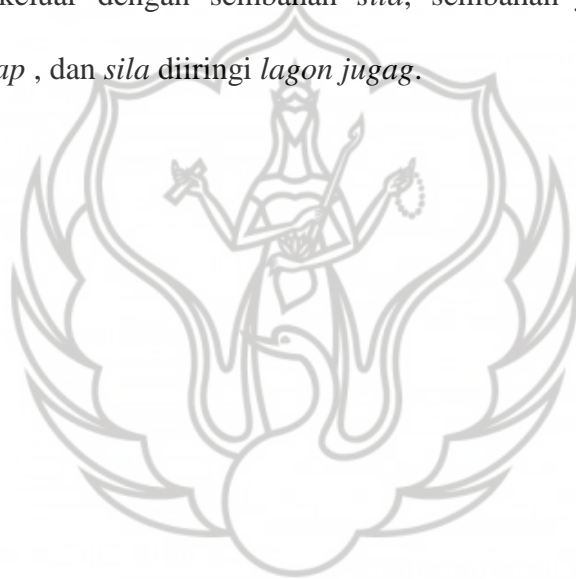 keluar dengan sembahan sila, sembahan
ap , dan sila diiringi lagon jugag.